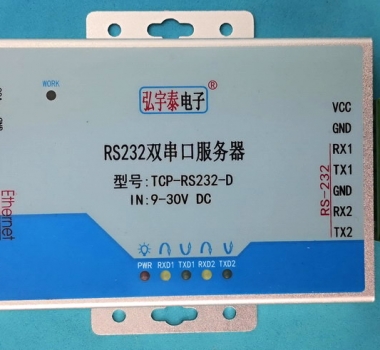 WORK
弘宇泰电子®
RS232双串口服务器
型号:TCP-RS232-D
IN:9-30V DC
PWR RXD1 TXD1 RXD2 TXD2
Ethernet
VCC
GND
RX1
TX1
GND
RX2
TX2
RS-232